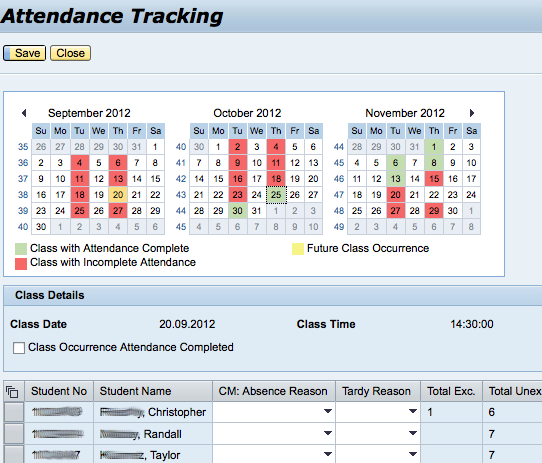 Attendance Tracking
Save Close
September 2012 October 2012 November 2012
Su Mo Tu We Th Fr Sa Su Mo Tu We Th Fr Sa Su Mo Tu We Th Fr Sa
35 26 27 28 29 30 31 1 40 30 1 2 3 4 5 6 44 28 29 30 31 1 2 3
36 2 3 4 5 6 7 8 41 7 8 9 10 11 12 13 45 4 5 6 7 8 9 10
37 9 10 11 12 13 14 15 42 14 15 16 17 18 19 20 46 11 12 13 14 15 16 17
38 16 17 18 19 20 21 22 43 21 22 23 24 25 26 27 47 18 19 20 21 22 23 24
39 23 24 25 26 27 28 29 44 28 29 30 31 1 2 3 48 25 26 27 28 29 30 1
40 30 1 2 3 4 5 6 45 4 5 6 7 8 9 10 49 2 3 4 5 6 7 8
Class with Attendance Complete Future Class Occurrence
Class with Incomplete Attendance
Class Details
Class Date 20.09.2012 Class Time 14:30:00
Class Occurrence Attendance Completed
Student No Student Name CM: Absence Reason Tardy Reason Total Exc. Total Unex
, Christopher 1 6
, Randall 7
, Taylor 7